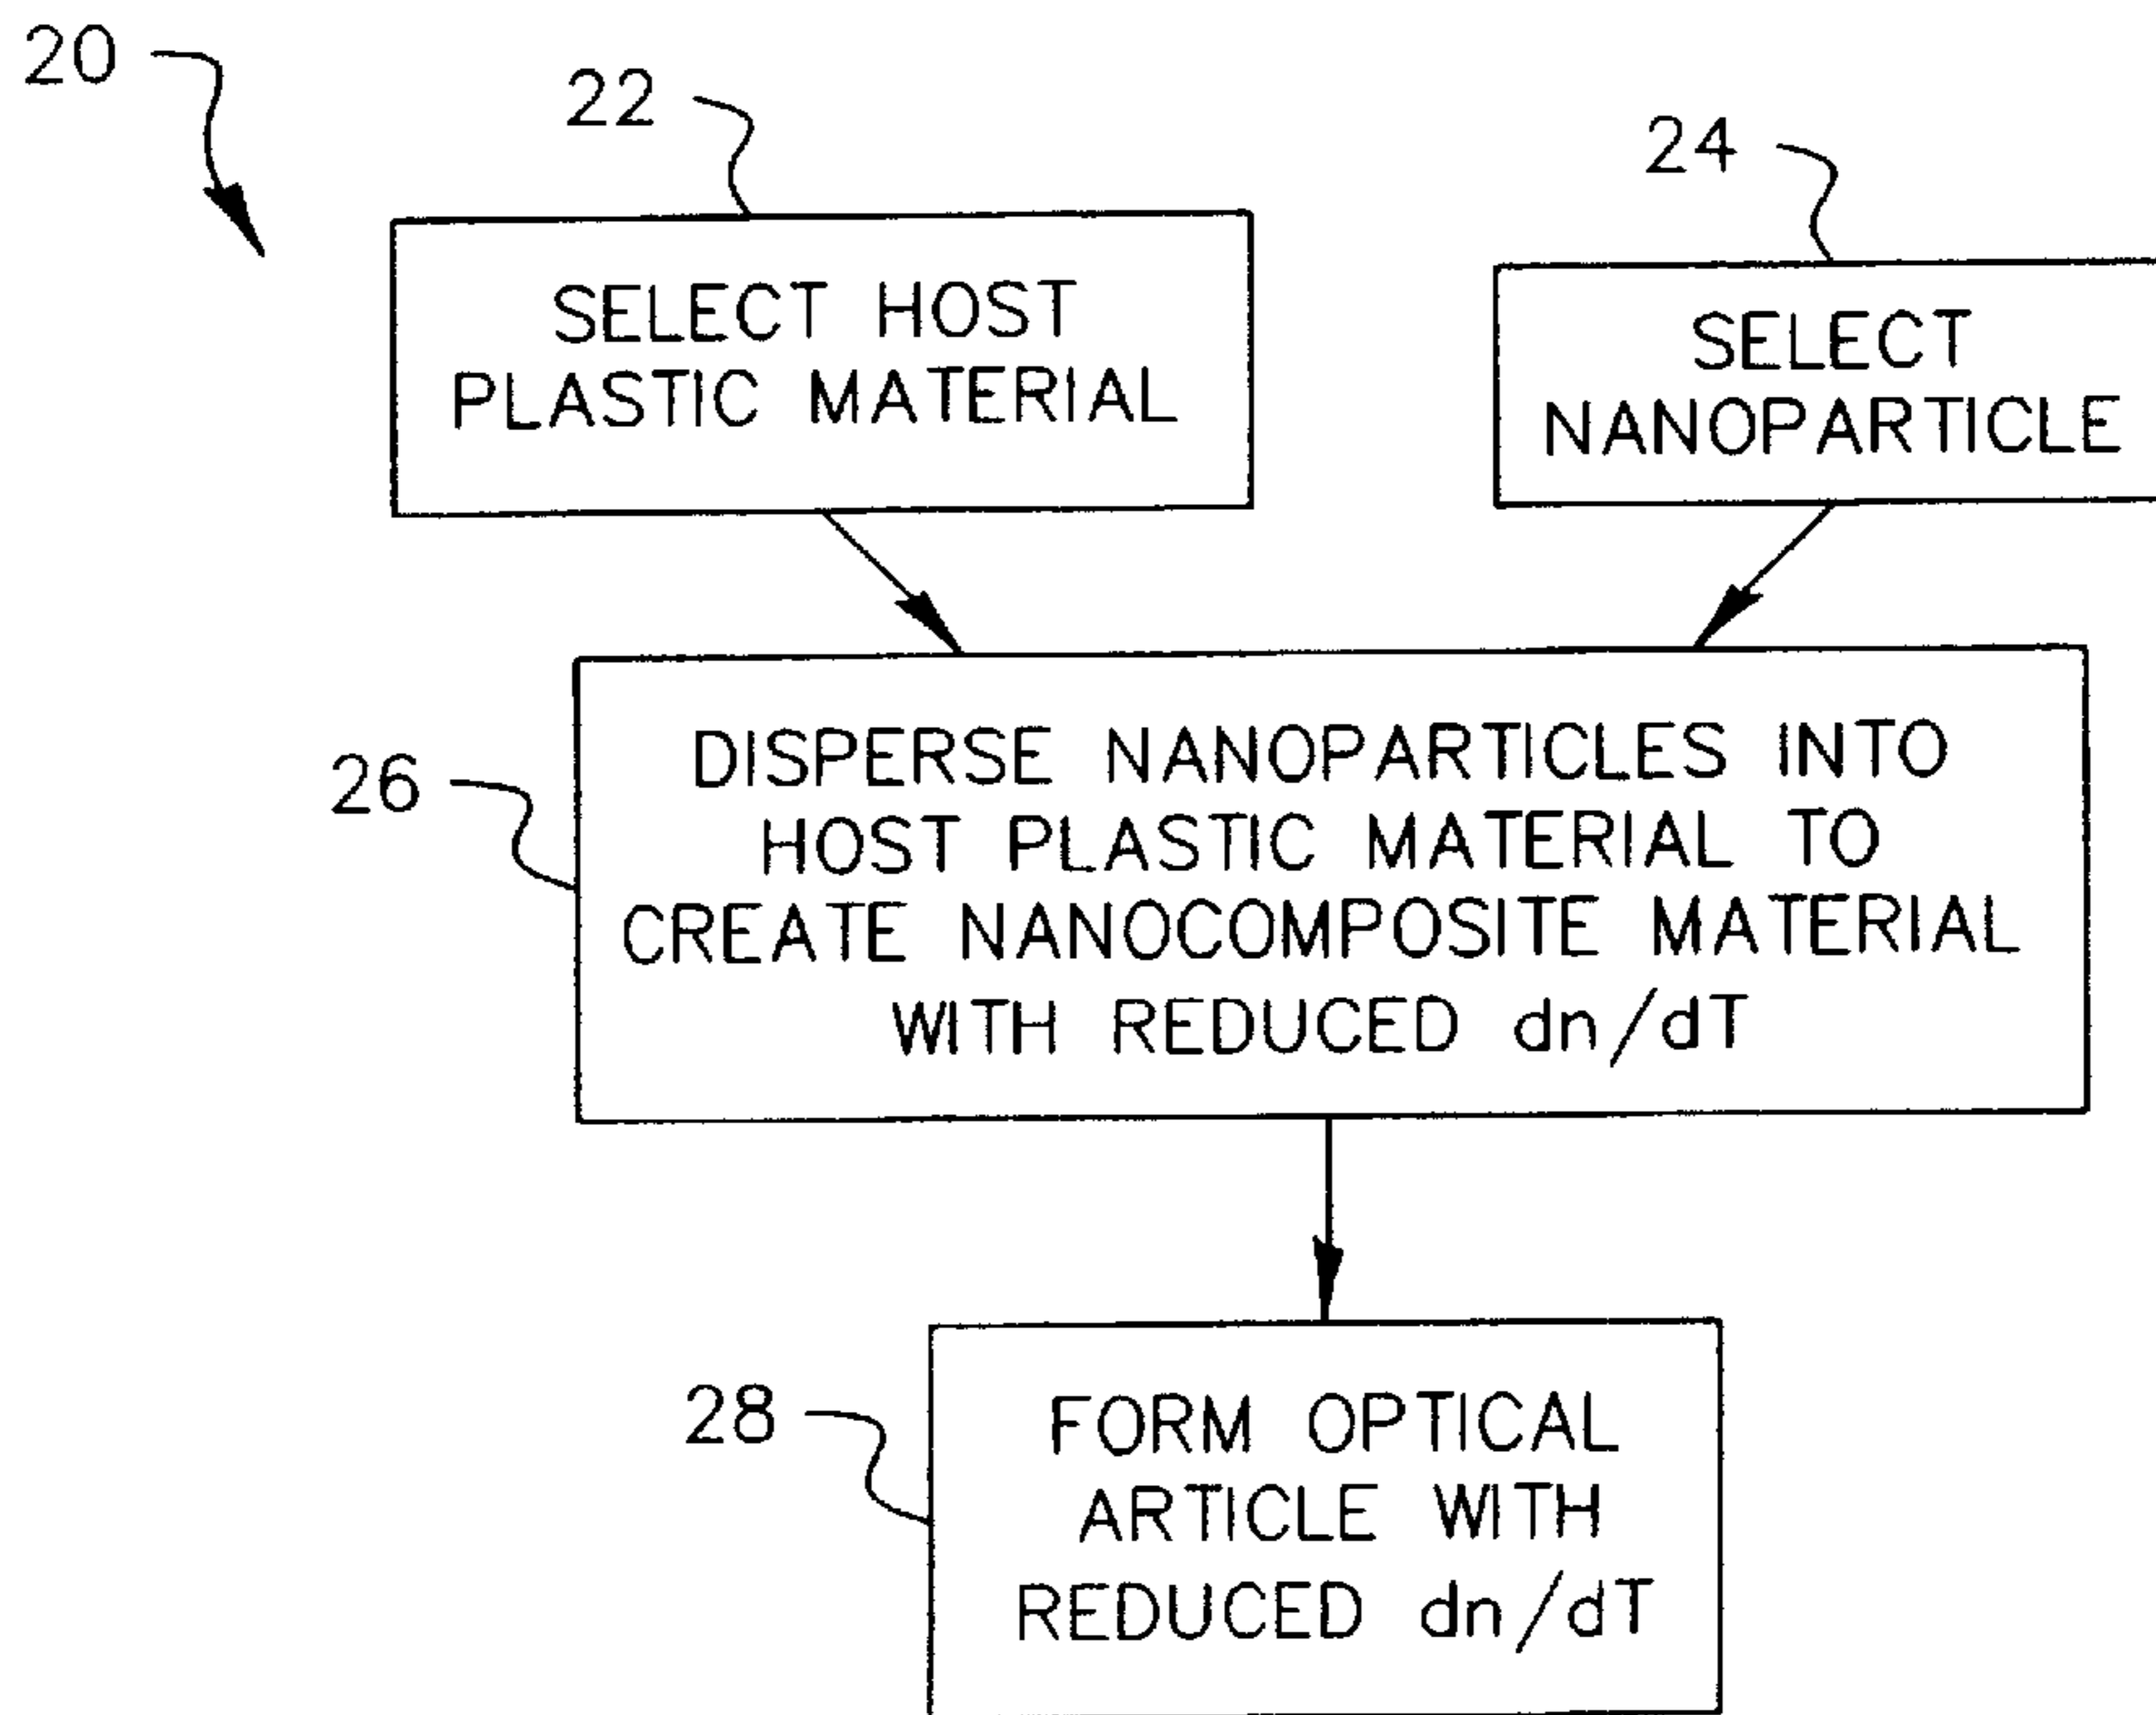 20
22
24
SELECT HOST
PLASTIC MATERIAL
SELECT
NANOPARTICLE
26
DISPERSE NANOPARTICLES INTO
HOST PLASTIC MATERIAL TO
CREATE NANOCOMPOSITE MATERIAL
WITH REDUCED dn/dT
28
FORM OPTICAL
ARTICLE WITH
REDUCED dn/dT